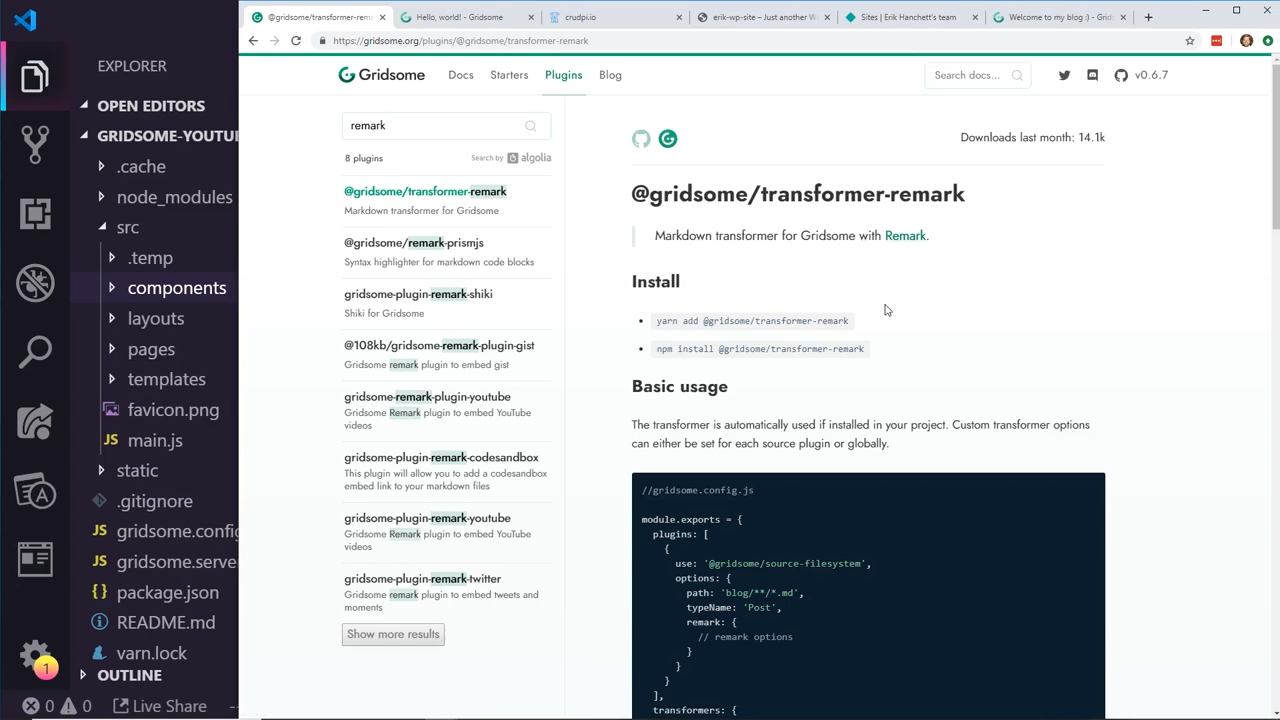 EXPLORER
OPEN EDITORS
GRIDSOME-YOUTU
.cache
node_modules
src
.temp
components
layouts
pages
templates
favicon.png
JS main.js
static
.gitignore
JS gridsome.config
JS gridsome.serve
{} package.json
README.md
yarn.lock
OUTLINE
1
0 0 Live Share
@gridsome/transformer-rema
Hello, world! - Gridsome
crudpi.io
erik-wp-site – Just another W
Sites | Erik Hanchett's team
Welcome to my blog :) - Grids
https://gridsome.org/plugins/@gridsome/transformer-remark
Gridsome
Docs Starters Plugins Blog
Search docs...
v0.6.7
remark
8 plugins
Search by algolia
@gridsome/transformer-remark
Markdown transformer for Gridsome
@gridsome/remark-prismjs
Syntax highlighter for markdown code blocks
gridsome-plugin-remark-shiki
Shiki for Gridsome
@108kb/gridsome-remark-plugin-gist
Gridsome remark plugin to embed gist
gridsome-remark-plugin-youtube
Gridsome Remark plugin to embed YouTube
videos
gridsome-plugin-remark-codesandbox
This plugin will allow you to add a codesandbox
embed link to your markdown files
gridsome-plugin-remark-youtube
Gridsome Remark plugin to embed YouTube
videos
gridsome-plugin-remark-twitter
Gridsome remark plugin to embed tweets and
moments
Show more results
Downloads last month: 14.1k
@gridsome/transformer-remark
Markdown transformer for Gridsome with Remark.
Install
• yarn add @gridsome/transformer-remark
• npm install @gridsome/transformer-remark
Basic usage
The transformer is automatically used if installed in your project. Custom transformer options
can either be set for each source plugin or globally.
//gridsome.config.js
module.exports = {
plugins: [
{
use: '@gridsome/source-filesystem',
options: {
path: 'blog/**/*.md',
typeName: 'Post',
remark: {
// remark options
}
}
}
],
transformers: {